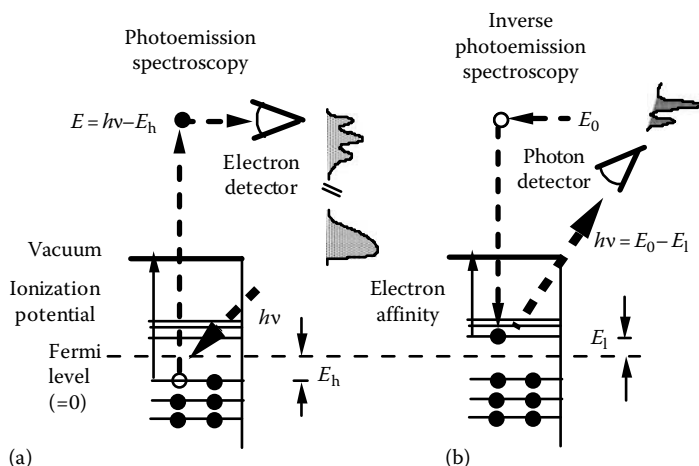 Photoemission
spectroscopy
E = hν–E_h
Electron
detector
Vacuum
Ionization
potential
hν
Fermi
level
(=0)
E_h
(a)
Inverse
photoemission
spectroscopy
E_0
Photon
detector
hν = E_0 – E_l
Electron
affinity
E_l
(b)